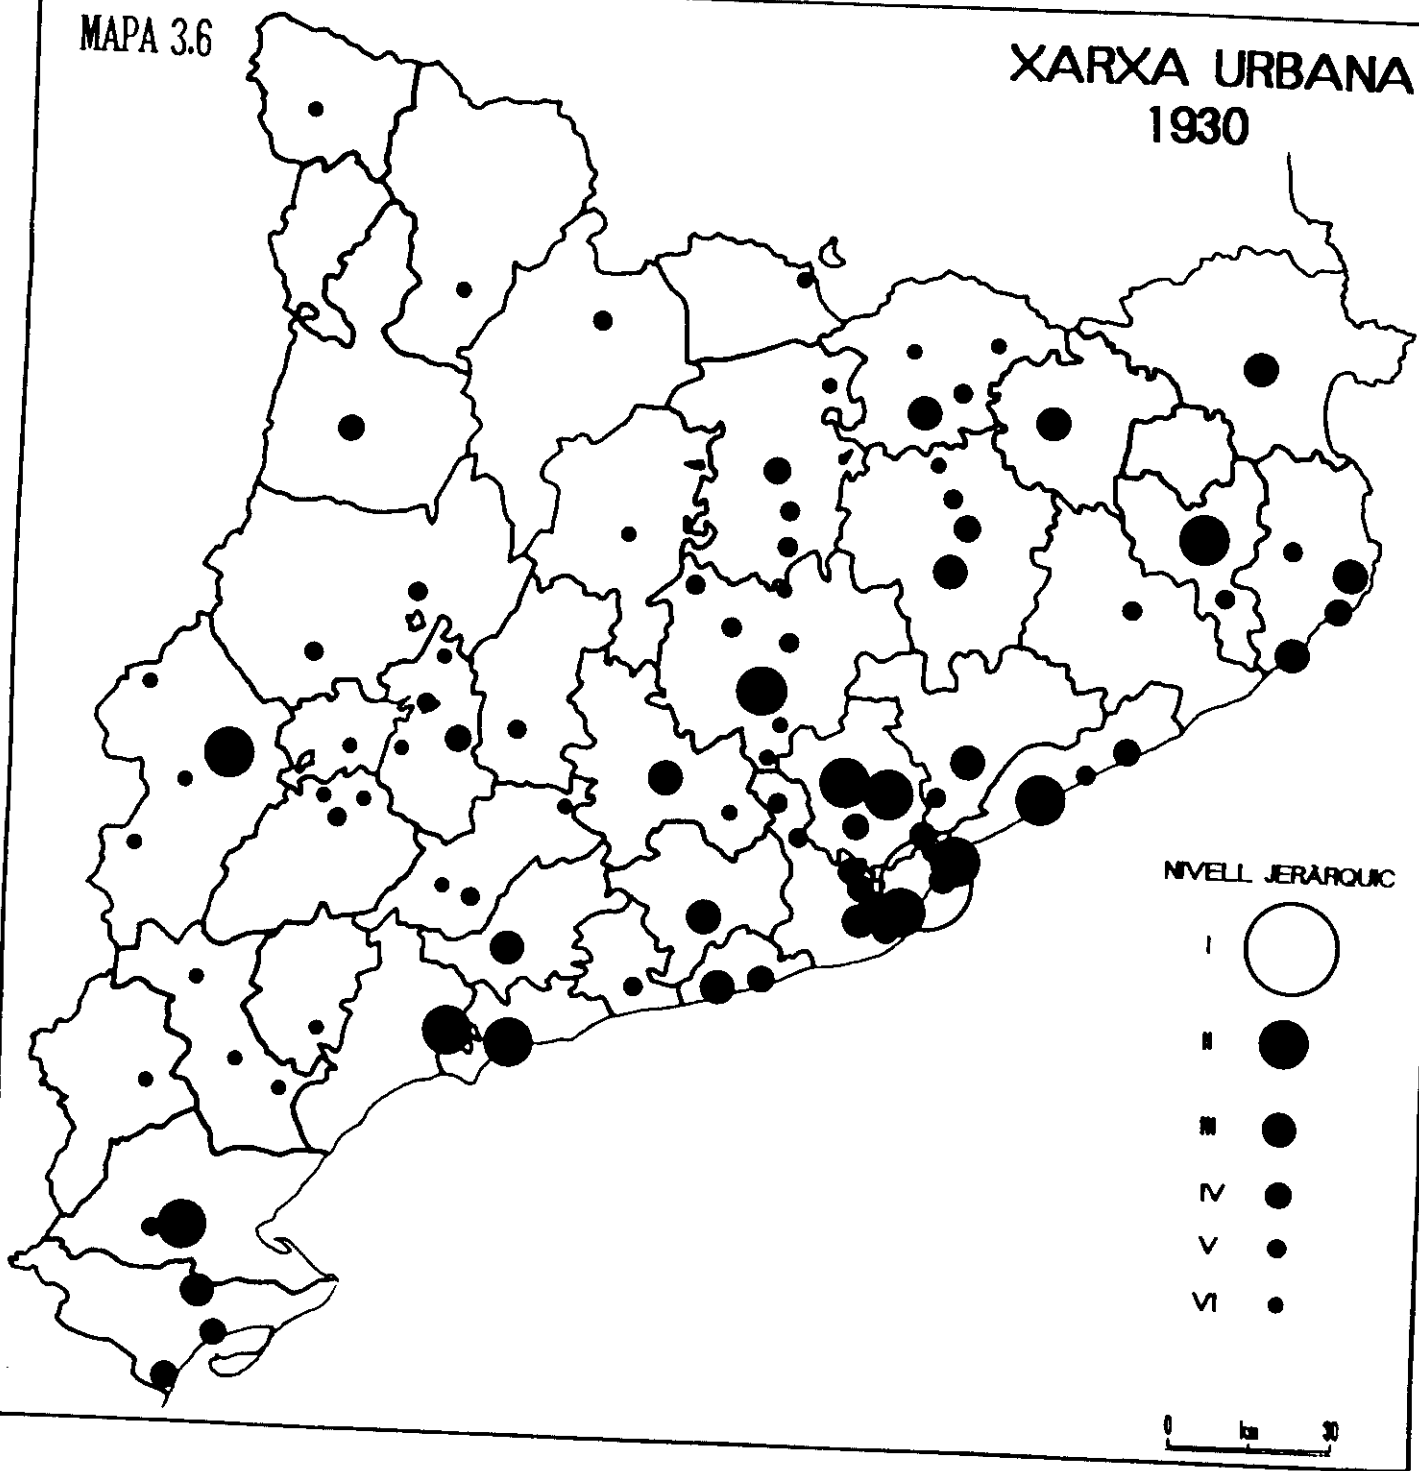 MAPA 3.6
XARXA URBANA
1930
NIVELL JERÀRQUIC
I
II
III
IV
V
VI
0 km 30